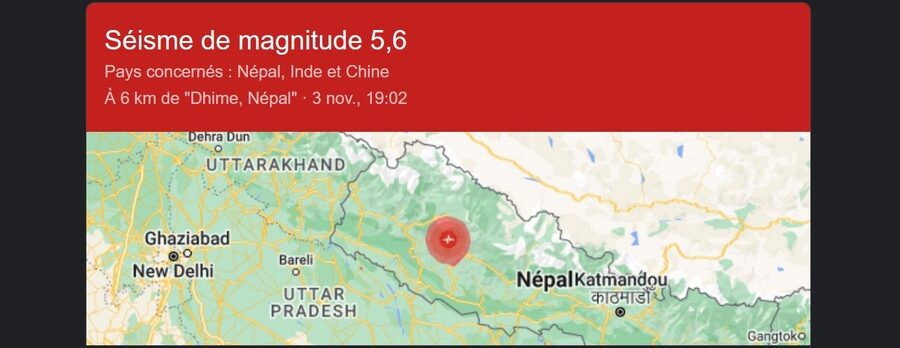 Séisme de magnitude 5,6
Pays concernés : Népal, Inde et Chine
À 6 km de "Dhime, Népal" · 3 nov., 19:02
Dehra Dun
UTTARAKHAND
Ghaziabad
New Delhi
Bareli
UTTAR
PRADESH
Népal
Katmandou
काठमाडौँ
Gangtok